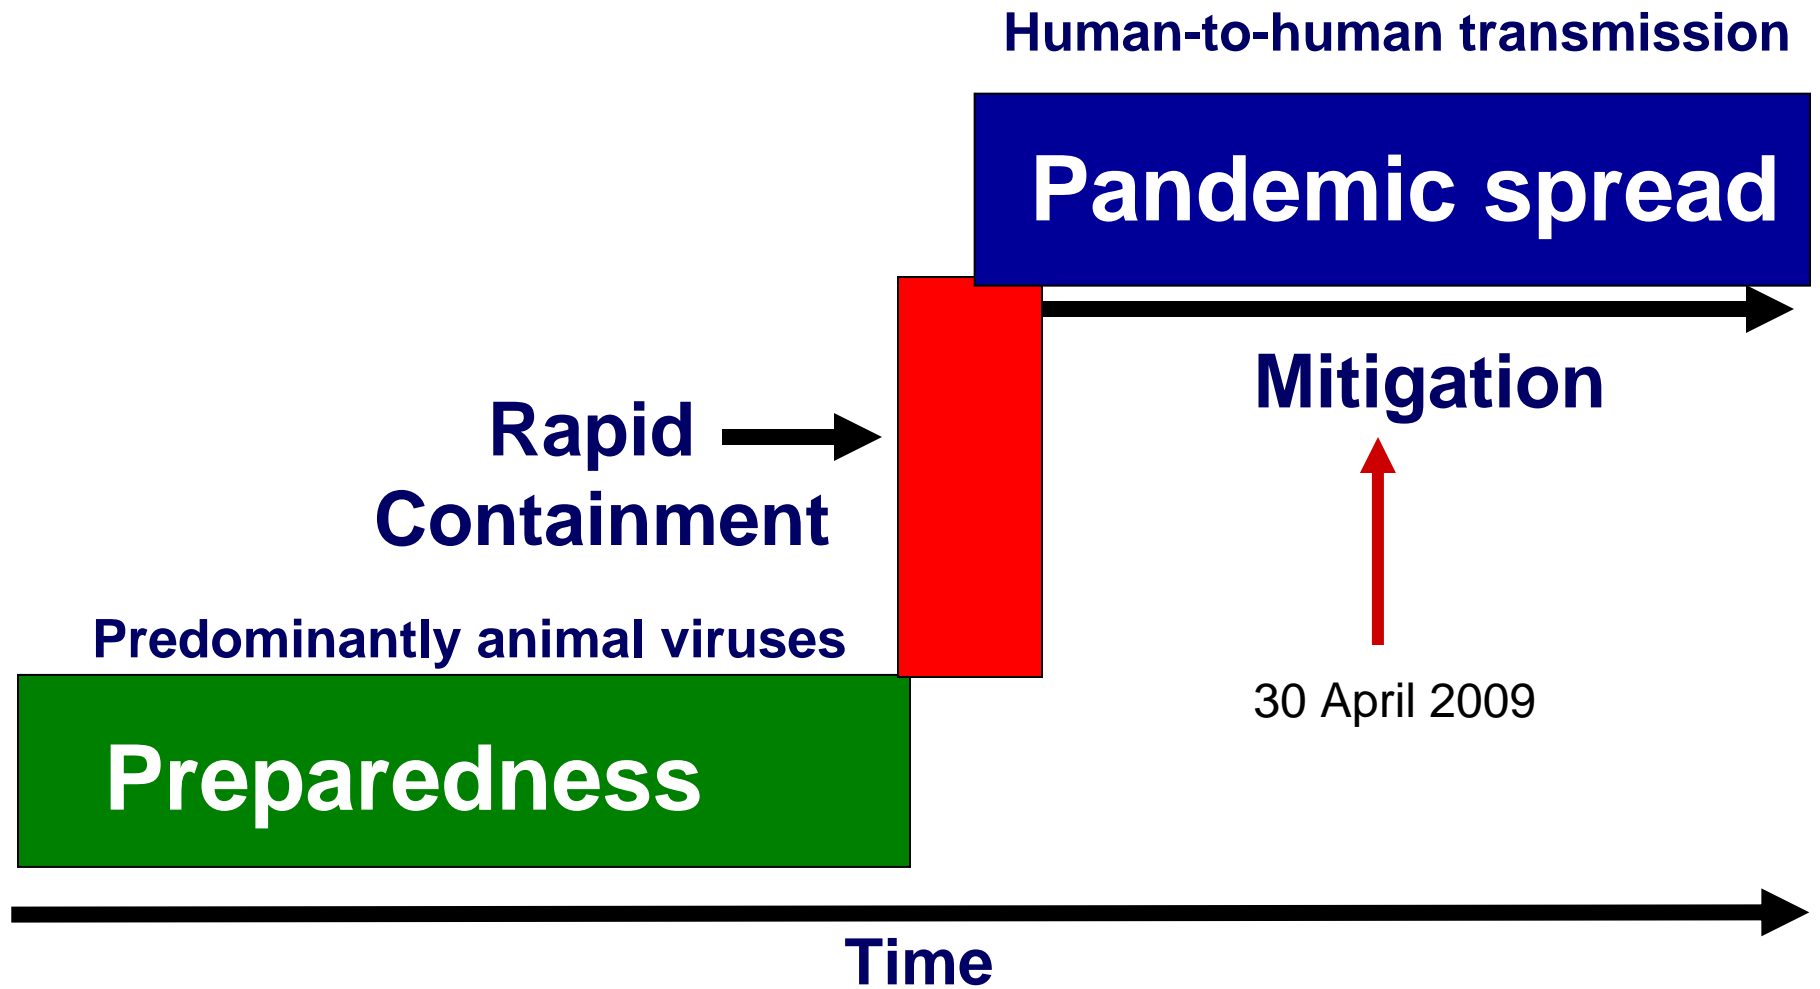 Human-to-human transmission
Pandemic spread
Mitigation
Rapid
Containment
Predominantly animal viruses
30 April 2009
Preparedness
Time